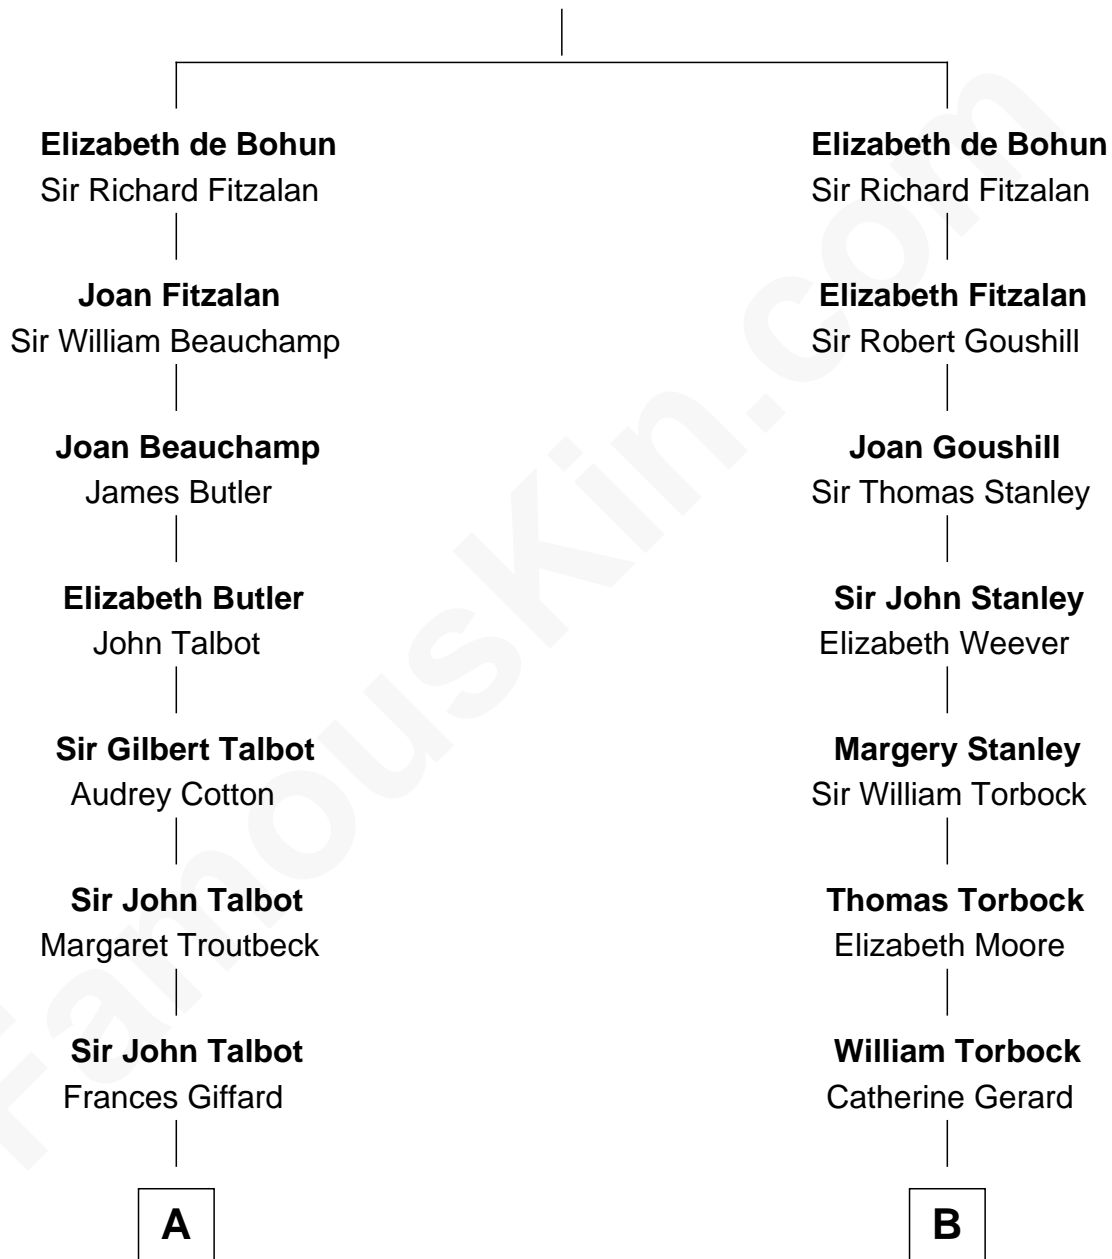 Elizabeth de Bohun
Sir Richard Fitzalan
Joan Fitzalan
Sir William Beauchamp
Joan Beauchamp
James Butler
Elizabeth Butler
John Talbot
Sir Gilbert Talbot
Audrey Cotton
Sir John Talbot
Margaret Troutbeck
Sir John Talbot
Frances Giffard
A
Elizabeth de Bohun
Sir Richard Fitzalan
Elizabeth Fitzalan
Sir Robert Goushill
Joan Goushill
Sir Thomas Stanley
Sir John Stanley
Elizabeth Weever
Margery Stanley
Sir William Torbock
Thomas Torbock
Elizabeth Moore
William Torbock
Catherine Gerard
B
FamousKin.com